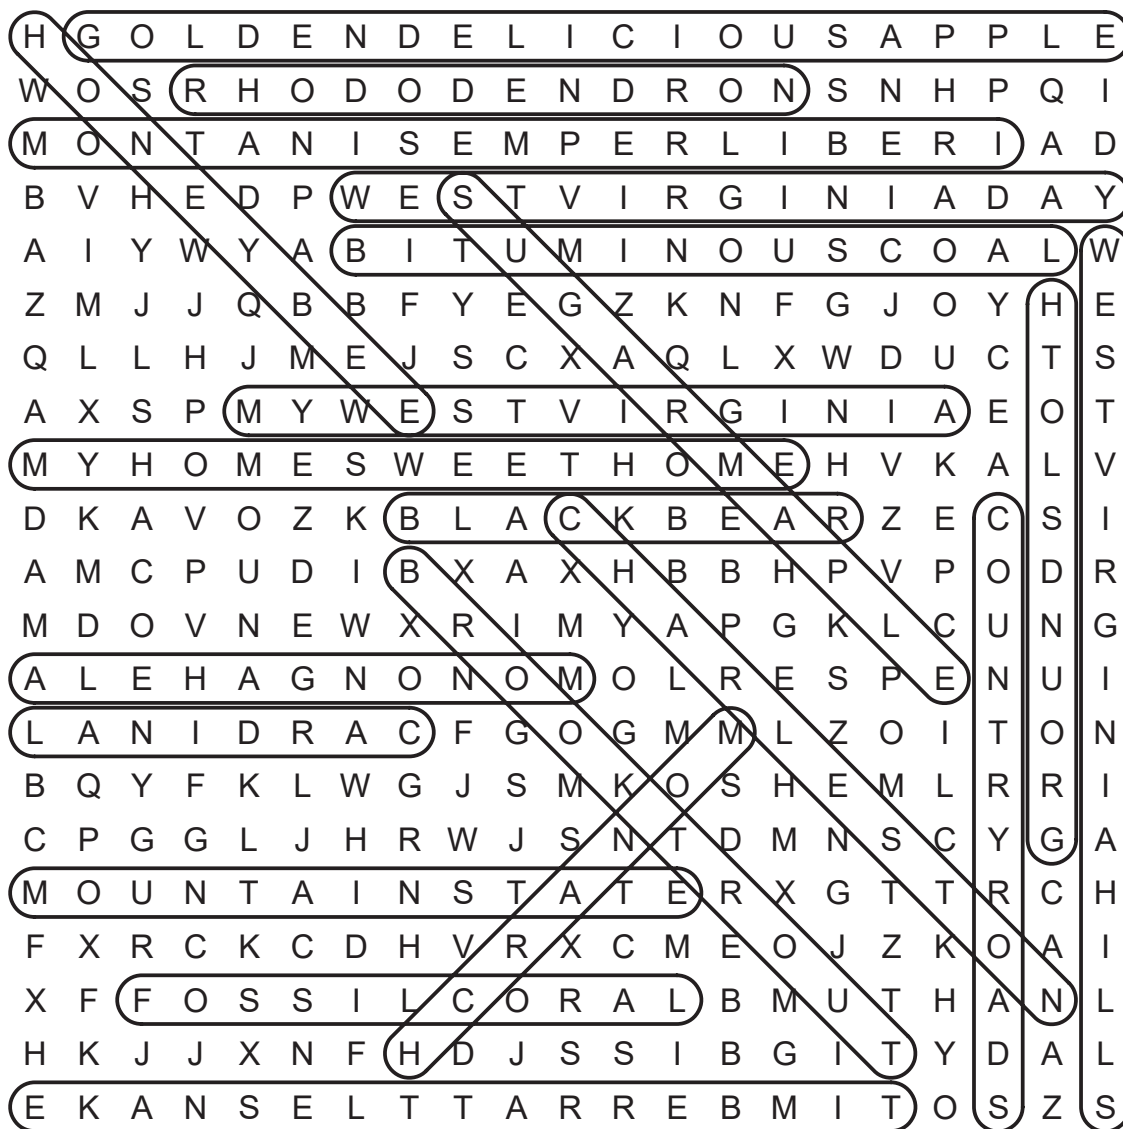 H G O L D E N D E L I C I O U S A P P L E
W O S R H O D O D E N D R O N S N H P Q I
M O N T A N I S E M P E R L I B E R I A D
B V H E D P W E S T V I R G I N I A D A Y
A I Y W Y A B I T U M I N O U S C O A L W
Z M J J Q B B F Y E G Z K N F G J O Y H E
Q L L H J M E J S C X A Q L X W D U C T S
A X S P M Y W E S T V I R G I N I A E O T
M Y H O M E S W E E T H O M E H V K A L V
D K A V O Z K B L A C K B E A R Z E C S I
A M C P U D I B X A X H B B H P V P O D R
M D O V N E W X R I M Y A P G K L C U N G
A L E H A G N O N O M O L R E S P E N U I
L A N I D R A C F G O G M M L Z O I T O N
B Q Y F K L W G J S M K O S H E M L R R I
C P G G L J H R W J S N T D M N S C Y G A
M O U N T A I N S T A T E R X G T T R C H
F X R C K C D H V R X C M E O J Z K O A I
X F F O S S I L C O R A L B M U T H A N L
H K J J X N F H D J S S I B G I T Y D A L
E K A N S E L T T A R R E B M I T O S Z S